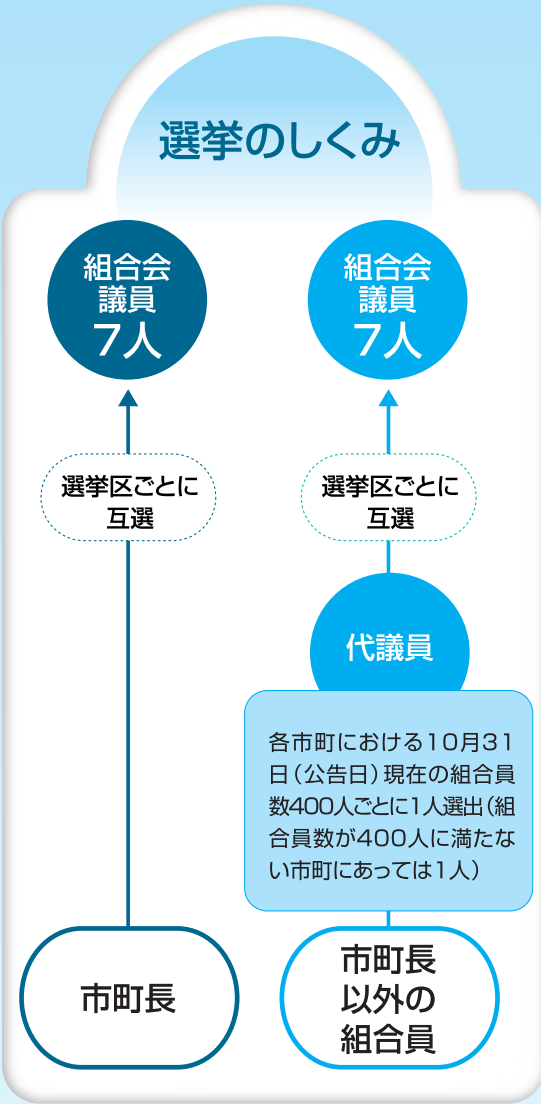 選挙のしくみ
組合会
議員
7人
選挙区ごとに
互選
市町長
組合会
議員
7人
選挙区ごとに
互選
代議員
各市町における10月31
日(公告日)現在の組合員
数400人ごとに1人選出(組
合員数が400人に満たな
い市町にあっては1人)
市町長
以外の
組合員